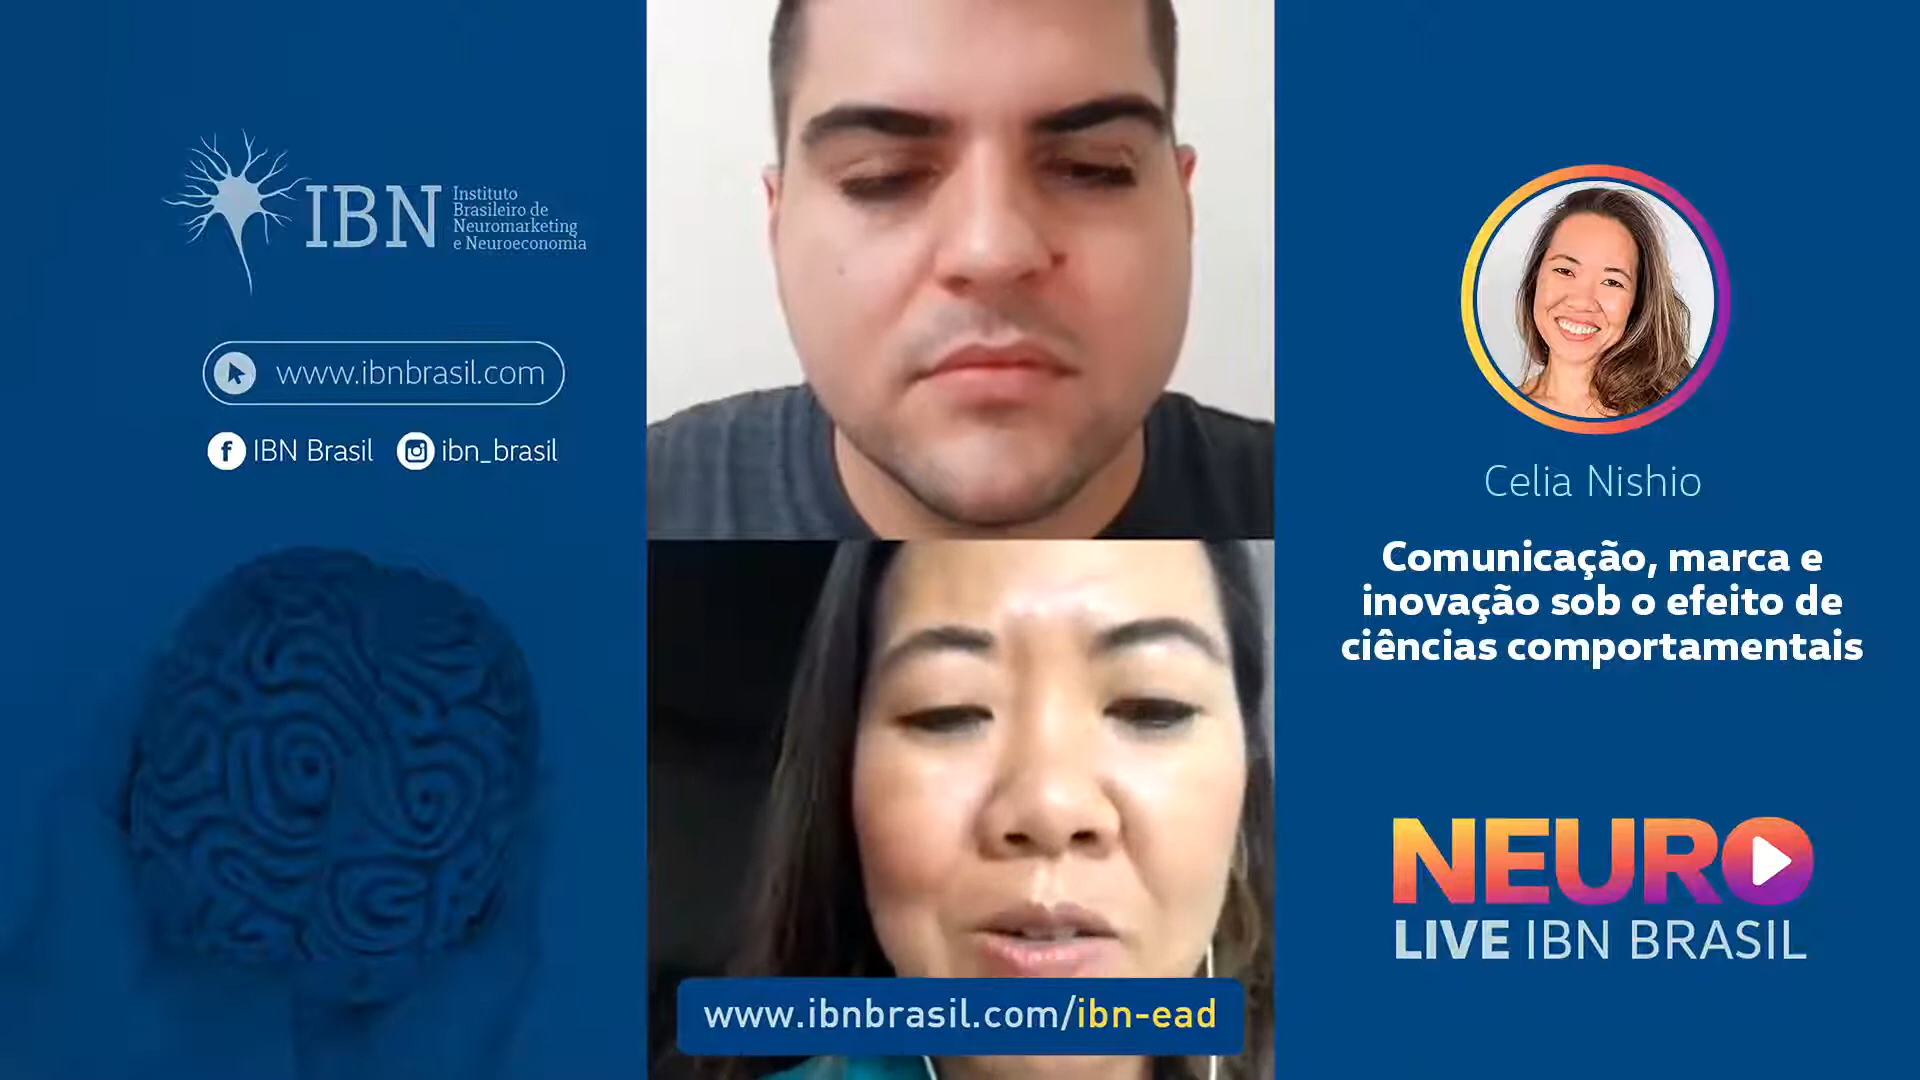 IBN
Instituto
Brasileiro de
Neuromarketing
e Neuroeconomia
www.ibnbrasil.com
IBN Brasil
ibn_brasil
www.ibnbrasil.com/ibn-ead
Celia Nishio
Comunicação, marca e
inovação sob o efeito de
ciências comportamentais
NEURO
LIVE IBN BRASIL